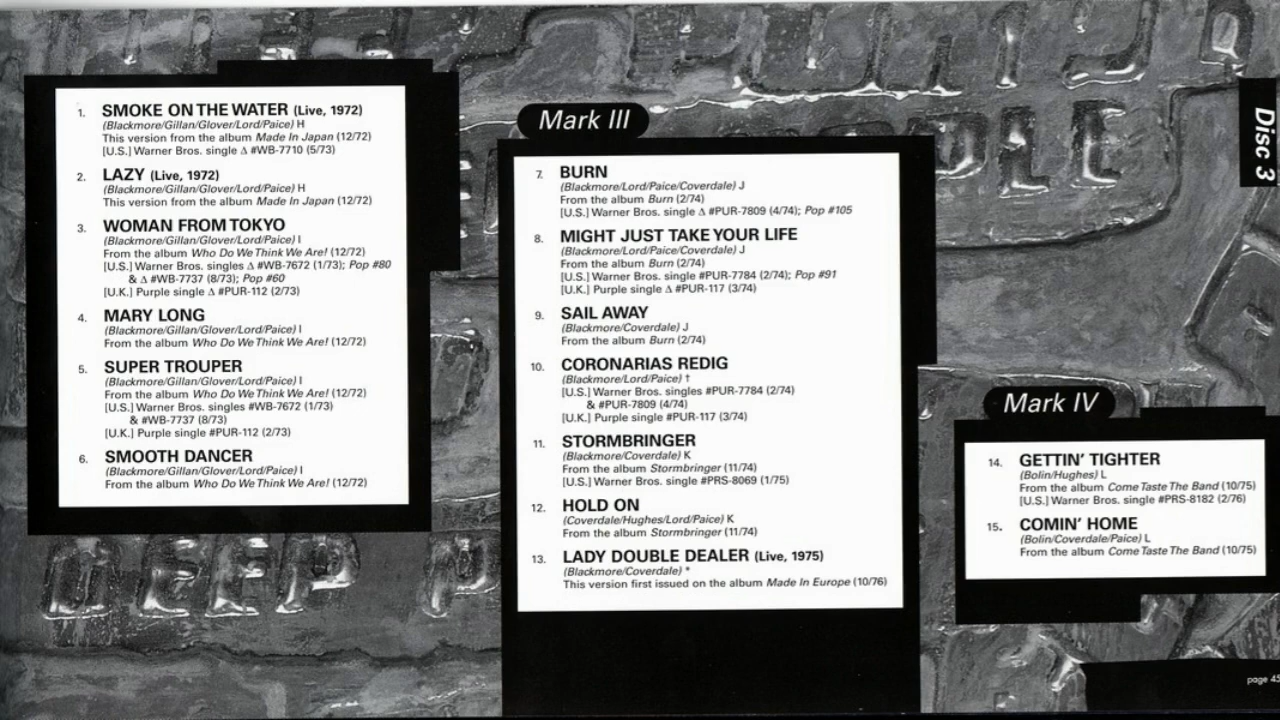 1. SMOKE ON THE WATER (Live, 1972)
(Blackmore/Gillan/Glover/Lord/Paice) H
This version from the album Made In Japan (12/72)
[U.S.] Warner Bros. single Δ #WB-7710 (5/73)
2. LAZY (Live, 1972)
(Blackmore/Gillan/Glover/Lord/Paice) H
This version from the album Made In Japan (12/72)
3. WOMAN FROM TOKYO
(Blackmore/Gillan/Glover/Lord/Paice) I
From the album Who Do We Think We Are! (12/72)
[U.S.] Warner Bros. singles Δ #WB-7672 (1/73); Pop #80
& Δ #WB-7737 (8/73); Pop #60
[U.K.] Purple single Δ #PUR-112 (2/73)
4. MARY LONG
(Blackmore/Gillan/Glover/Lord/Paice) I
From the album Who Do We Think We Are! (12/72)
5. SUPER TROUPER
(Blackmore/Gillan/Glover/Lord/Paice) I
From the album Who Do We Think We Are! (12/72)
[U.S.] Warner Bros. singles #WB-7672 (1/73)
& #WB-7737 (8/73)
[U.K.] Purple single #PUR-112 (2/73)
6. SMOOTH DANCER
(Blackmore/Gillan/Glover/Lord/Paice) I
From the album Who Do We Think We Are! (12/72)
DEEP P
Mark III
7. BURN
(Blackmore/Lord/Paice/Coverdale) J
From the album Burn (2/74)
[U.S.] Warner Bros. single Δ #PUR-7809 (4/74); Pop #105
8. MIGHT JUST TAKE YOUR LIFE
(Blackmore/Lord/Paice/Coverdale) J
From the album Burn (2/74)
[U.S.] Warner Bros. single #PUR-7784 (2/74); Pop #91
[U.K.] Purple single Δ #PUR-117 (3/74)
9. SAIL AWAY
(Blackmore/Coverdale) J
From the album Burn (2/74)
10. CORONARIAS REDIG
(Blackmore/Lord/Paice) †
[U.S.] Warner Bros. singles #PUR-7784 (2/74)
& #PUR-7809 (4/74)
[U.K.] Purple single #PUR-117 (3/74)
11. STORMBRINGER
(Blackmore/Coverdale) K
From the album Stormbringer (11/74)
[U.S.] Warner Bros. single #PRS-8069 (1/75)
12. HOLD ON
(Coverdale/Hughes/Lord/Paice) K
From the album Stormbringer (11/74)
13. LADY DOUBLE DEALER (Live, 1975)
(Blackmore/Coverdale) *
This version first issued on the album Made In Europe (10/76)
Disc 3
Mark IV
14. GETTIN' TIGHTER
(Bolin/Hughes) L
From the album Come Taste The Band (10/75)
[U.S.] Warner Bros. single #PRS-8182 (2/76)
15. COMIN' HOME
(Bolin/Coverdale/Paice) L
From the album Come Taste The Band (10/75)
page 45